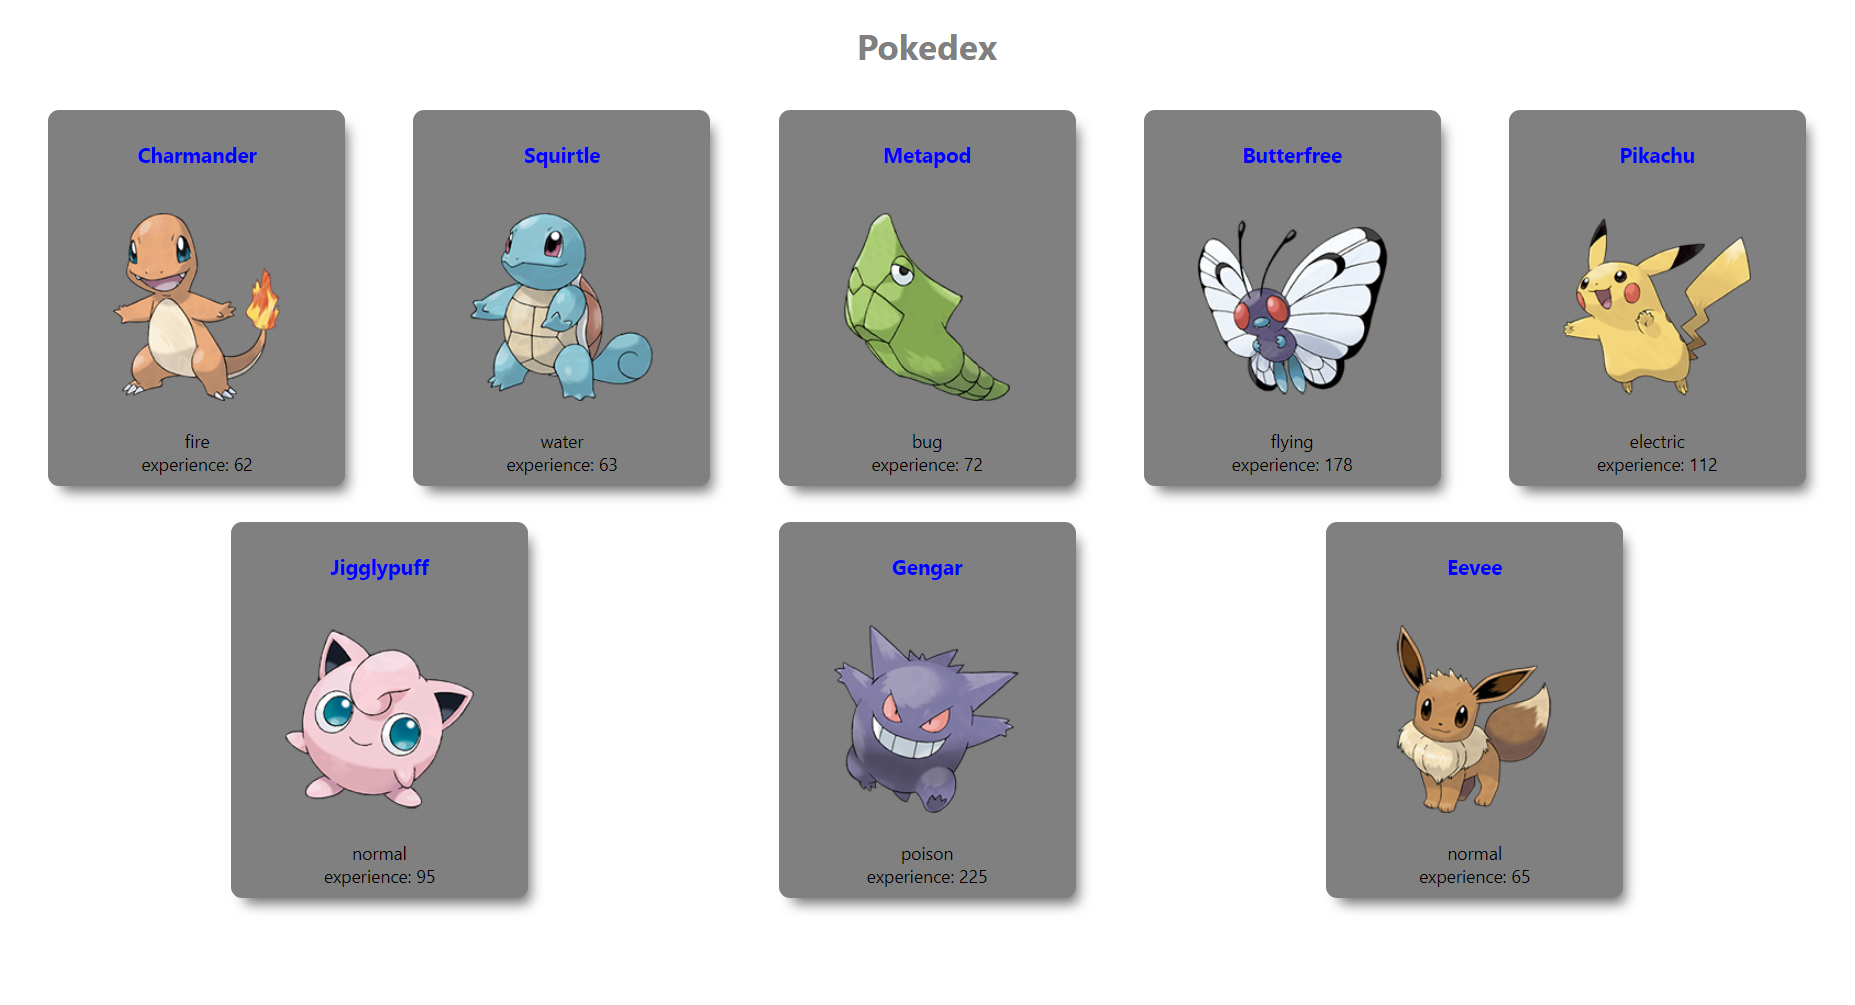 Pokedex
Charmander
fire
experience: 62
Squirtle
water
experience: 63
Metapod
bug
experience: 72
Butterfree
flying
experience: 178
Pikachu
electric
experience: 112
Jigglypuff
normal
experience: 95
Gengar
poison
experience: 225
Eevee
normal
experience: 65